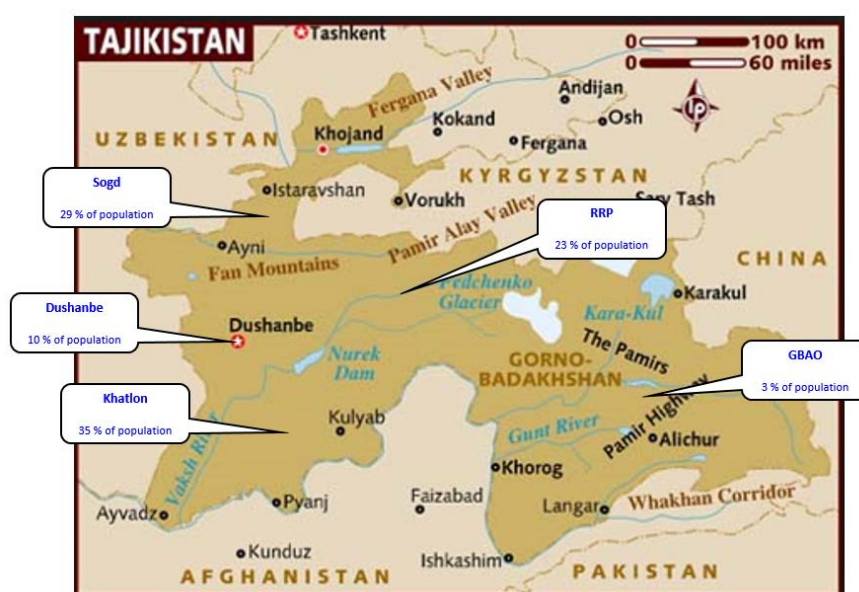 TAJIKISTAN
Tashkent
0 100 km
0 60 miles
lp
Fergana Valley
Andijan
Osh
Kokand
Fergana
UZBEKISTAN
Khojand
KYRGYZSTAN
Sogd
29 % of population
Istaravshan
Vorukh
Sary Tash
RRP
23 % of population
Pamir Alay Valley
Ayni
Fan Mountains
CHINA
Fedchenko
Glacier
Kara-Kul
Karakul
Dushanbe
10 % of population
Dushanbe
Nurek
Dam
The Pamirs
GORNO-
BADAKHSHAN
GBAO
3 % of population
Khatlon
35 % of population
Kulyab
Vaksh River
Gunt River
Pamir Highway
Alichur
Khorog
Pyanj
Faizabad
Langar
Whakhan Corridor
Ayvadz
Kunduz
Ishkashim
AFGHANISTAN
PAKISTAN